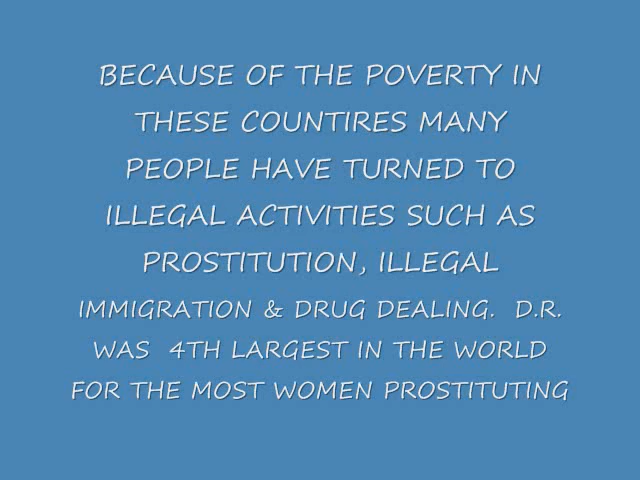 BECAUSE OF THE POVERTY IN
THESE COUNTIRES MANY
PEOPLE HAVE TURNED TO
ILLEGAL ACTIVITIES SUCH AS
PROSTITUTION, ILLEGAL
IMMIGRATION & DRUG DEALING.  D.R.
WAS  4TH LARGEST IN THE WORLD
FOR THE MOST WOMEN PROSTITUTING